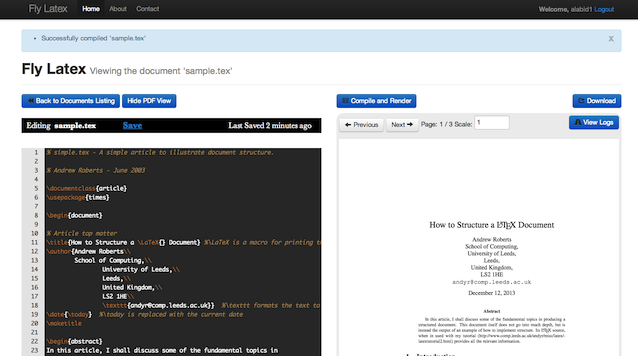 Fly Latex Home About Contact Welcome, alabid1 Logout
Successfully compiled 'sample.tex' x
Fly Latex Viewing the document 'sample.tex'
Back to Documents Listing Hide PDF View Compile and Render Download
Editing sample.tex Save Last Saved 2 minutes ago
Previous Next Page: 1 / 3 Scale: 1 View Logs
1 % simple.tex - A simple article to illustrate document structure.
2
3 % Andrew Roberts - June 2003
4
5 \documentclass{article}
6 \usepackage{times}
7
8 \begin{document}
9
10 % Article top matter
11 \title{How to Structure a \LaTeX{} Document} %\LaTeX is a macro for printing t
12 \author{Andrew Roberts\\
13 School of Computing,\\
14 University of Leeds,\\
15 Leeds,\\
16 United Kingdom,\\
17 LS2 1HE\\
18 \texttt{andyr@comp.leeds.ac.uk}} %\texttt formats the text to
19 \date{\today} %\today is replaced with the current date
20 \maketitle
21
22 \begin{abstract}
23 In this article, I shall discuss some of the fundamental topics in
How to Structure a LATEX Document
Andrew Roberts
School of Computing,
University of Leeds,
Leeds,
United Kingdom,
LS2 1HE
andyr@comp.leeds.ac.uk
December 12, 2013
Abstract
In this article, I shall discuss some of the fundamental topics in producing a
structured document. This document itself does not go into much depth, but is
instead the output of an example of how to implement structure. Its LATEX source,
when in used with my tutorial (http://www.comp.leeds.ac.uk/andyr/misc/latex/
latextutorial2.html) provides all the relevant information.